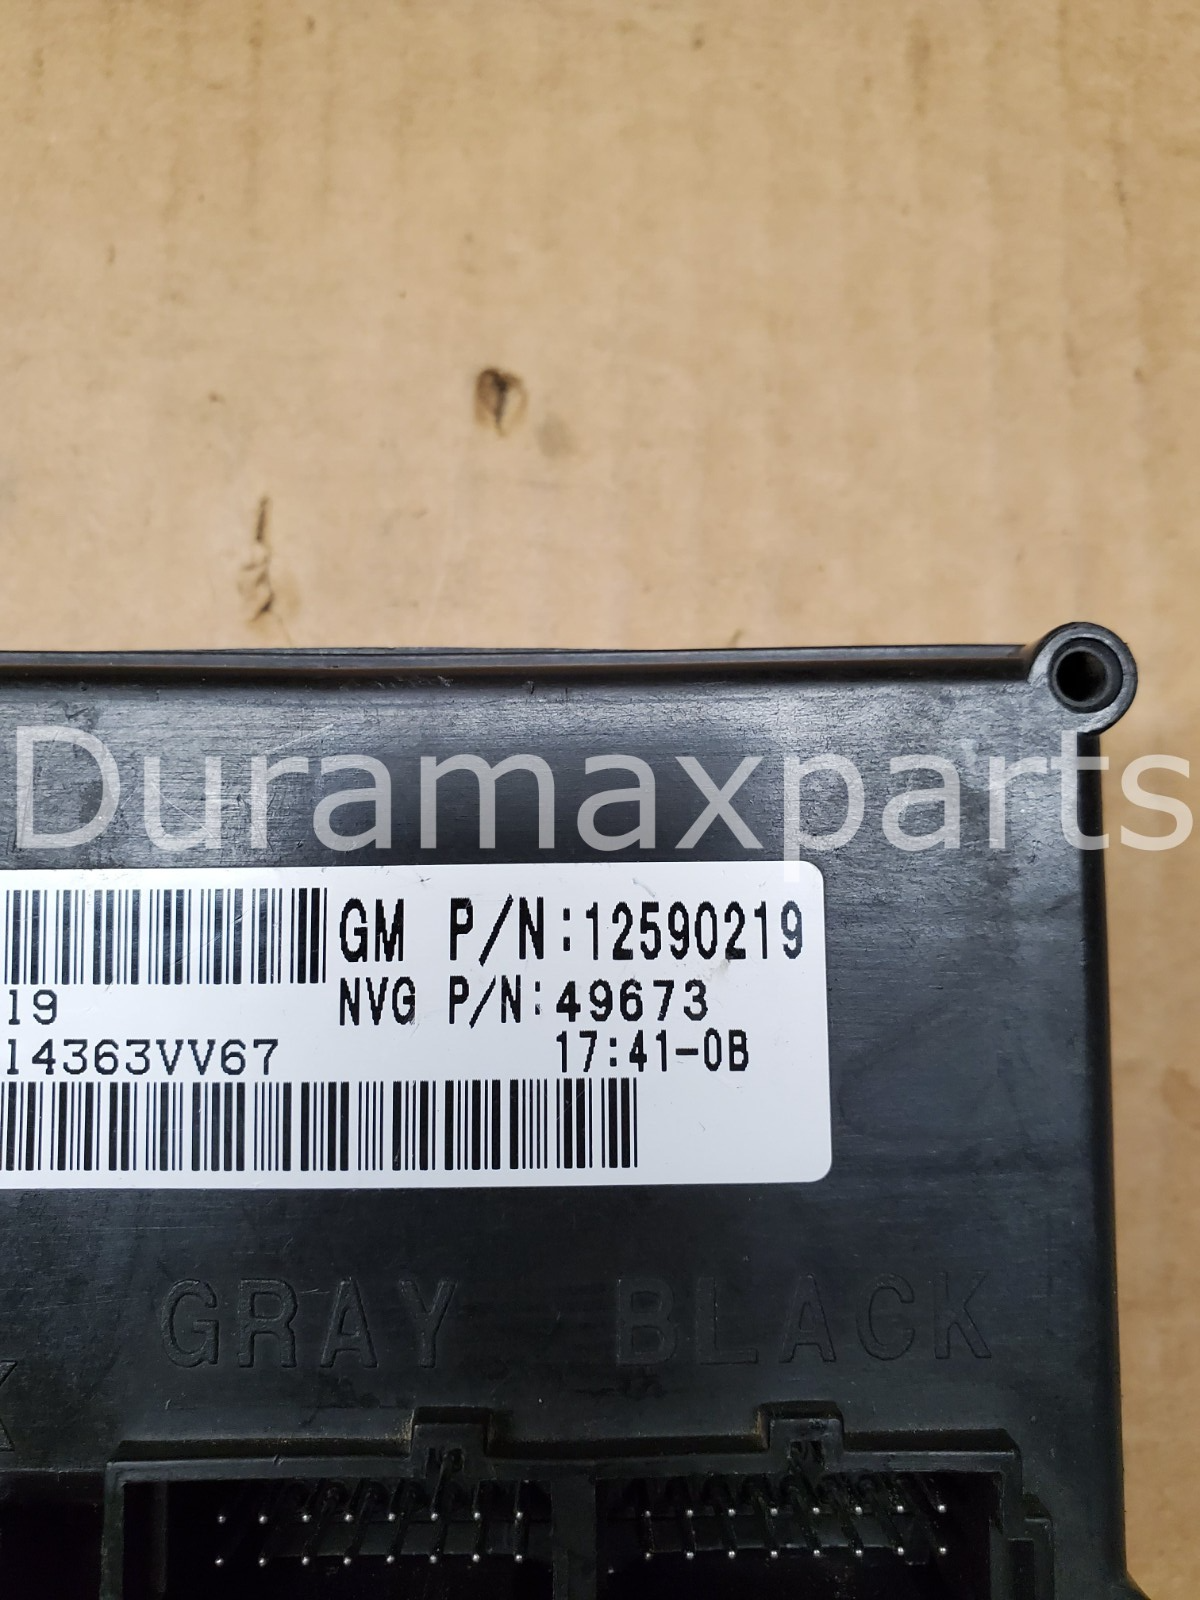 Duramaxparts
GM P/N:12590219
19 NVG P/N:49673
14363VV67 17:41-0B
GRAY BLACK